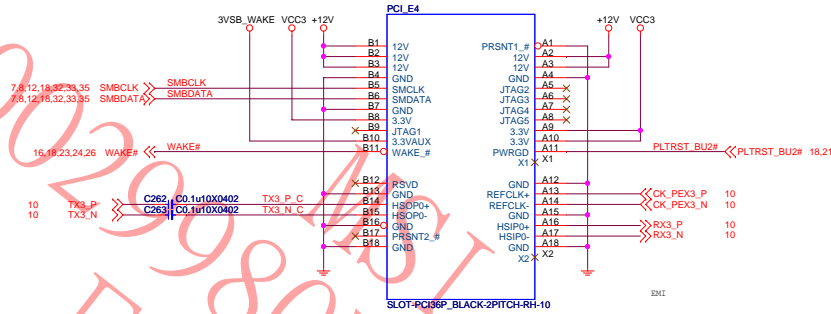 PCI_E4
3VSB_WAKE VCC3 +12V
+12V VCC3
B1 12V PRSNT1_# A1
B2 12V 12V A2
B3 12V 12V A3
B4 GND GND A4
7,8,12,18,32,33,35 SMBCLK SMBCLK B5 SMCLK JTAG2 A5
7,8,12,18,32,33,35 SMBDATA SMBDATA B6 SMDATA JTAG3 A6
B7 GND JTAG4 A7
B8 3.3V JTAG5 A8
B9 JTAG1 3.3V A9
B10 3.3VAUX 3.3V A10
16,18,23,24,26 WAKE# WAKE# B11 WAKE_# PWRGD A11 PLTRST_BU2# PLTRST_BU2# 18,21
X1 X1
B12 RSVD GND A12
B13 GND REFCLK+ A13 CK_PEX3_P 10
10 TX3_P C262 C0.1u10X0402 TX3_P_C B14 HSOP0+ REFCLK- A14 CK_PEX3_N 10
10 TX3_N C263 C0.1u10X0402 TX3_N_C B15 HSOP0- GND A15
B16 GND HSIP0+ A16 RX3_P 10
B17 PRSNT2_# HSIP0- A17 RX3_N 10
B18 GND GND A18
X2 X2
SLOT-PCI36P_BLACK-2PITCH-RH-10
EMI
MSI